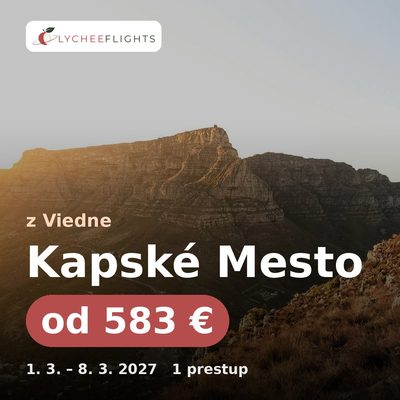 LYCHEEFLIGHTS
z Viedne
Kapské Mesto
od 583 €
1. 3. – 8. 3. 2027 1 prestup